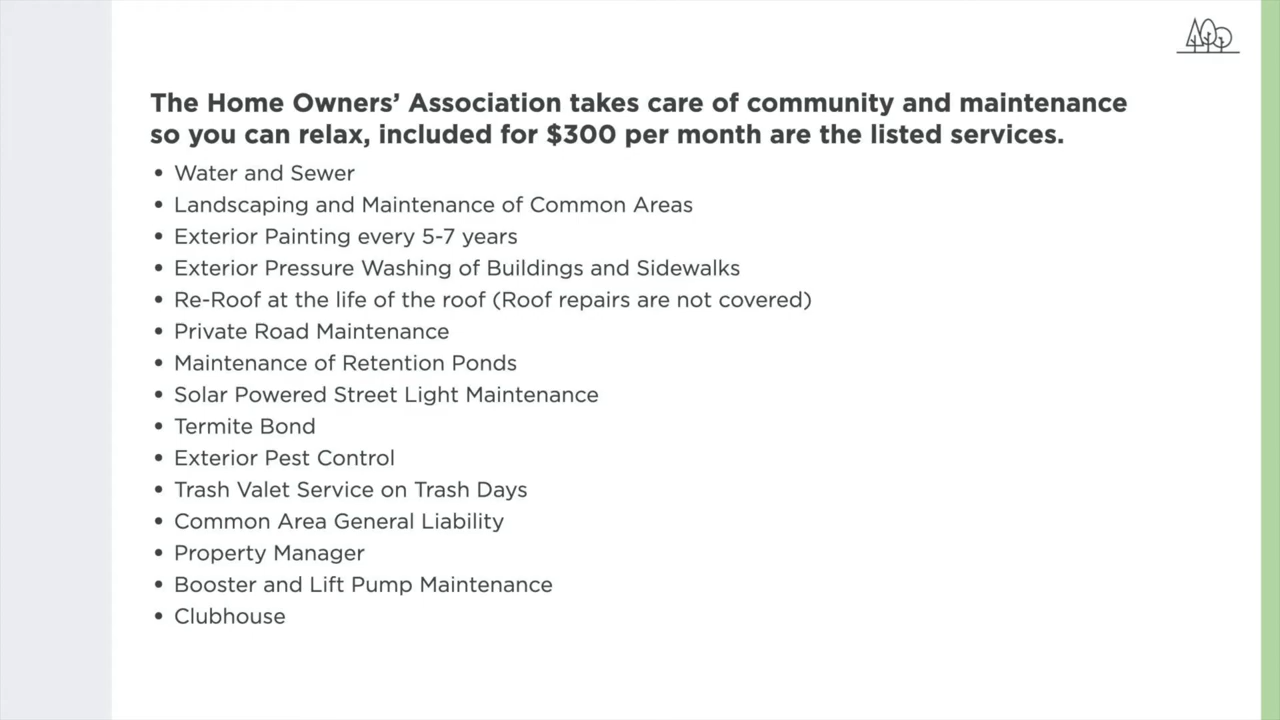 The Home Owners’ Association takes care of community and maintenance
so you can relax, included for $300 per month are the listed services.
• Water and Sewer
• Landscaping and Maintenance of Common Areas
• Exterior Painting every 5-7 years
• Exterior Pressure Washing of Buildings and Sidewalks
• Re-Roof at the life of the roof (Roof repairs are not covered)
• Private Road Maintenance
• Maintenance of Retention Ponds
• Solar Powered Street Light Maintenance
• Termite Bond
• Exterior Pest Control
• Trash Valet Service on Trash Days
• Common Area General Liability
• Property Manager
• Booster and Lift Pump Maintenance
• Clubhouse